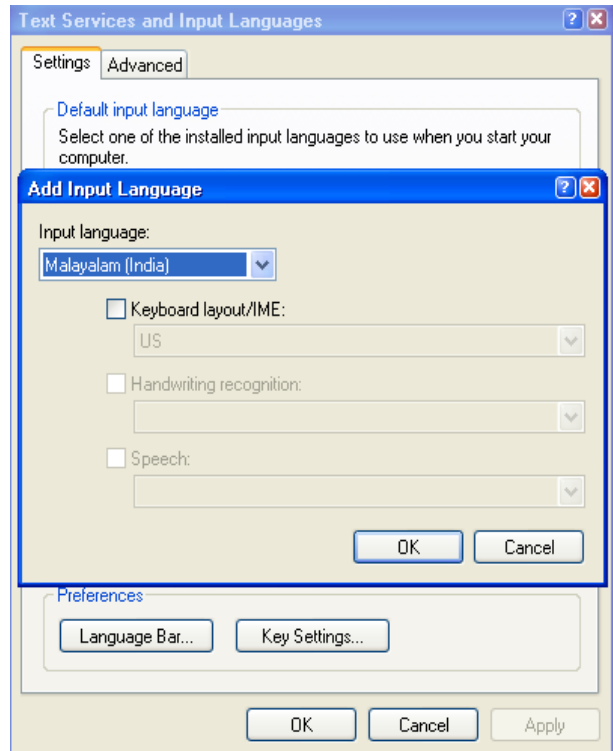 Text Services and Input Languages
Settings
Advanced
Default input language
Select one of the installed input languages to use when you start your
computer.
Add Input Language
Input language:
Malayalam (India)
Keyboard layout/IME:
US
Handwriting recognition:
Speech:
OK
Cancel
Preferences
Language Bar...
Key Settings...
OK
Cancel
Apply